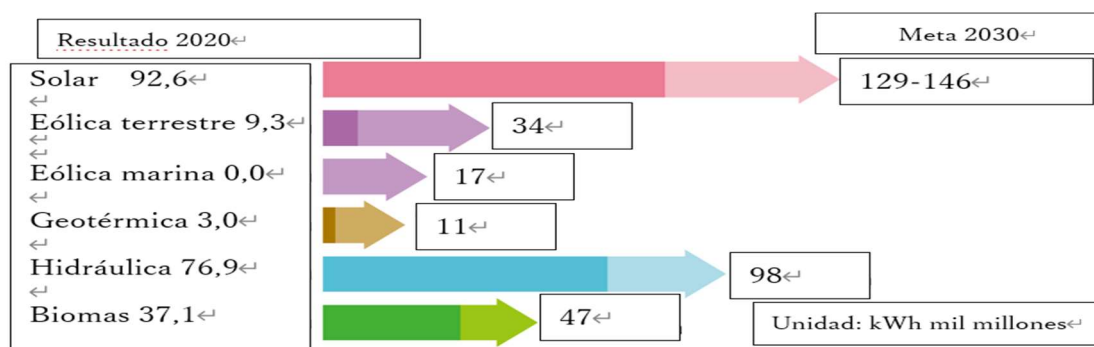 Resultado 2020↵
Meta 2030↵
Solar 92,6↵
↵
129-146↵
Eólica terrestre 9,3↵
↵
↵
34↵
Eólica marina 0,0↵
↵
17↵
Geotérmica 3,0↵
↵
11↵
Hidráulica 76,9↵
↵
98↵
Biomas 37,1↵
47↵
Unidad: kWh mil millones↵